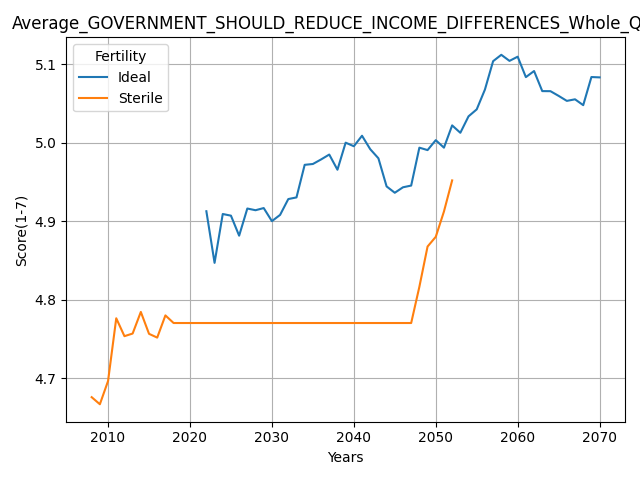 Average_GOVERNMENT_SHOULD_REDUCE_INCOME_DIFFERENCES_Whole_Q
Fertility
Ideal
Sterile
Score(1-7)
5.1
5.0
4.9
4.8
4.7
2010 2020 2030 2040 2050 2060 2070
Years